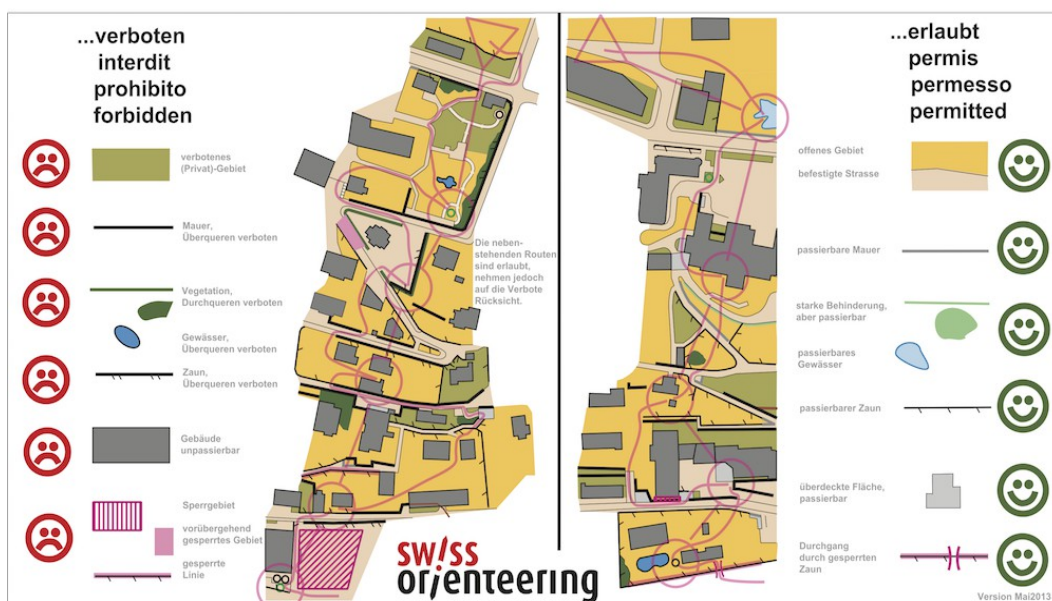 ...verboten
interdit
prohibito
forbidden
verbotenes
(Privat)-Gebiet
Mauer,
Überqueren verboten
Vegetation,
Durchqueren verboten
Gewässer,
Überqueren verboten
Zaun,
Überqueren verboten
Gebäude
unpassierbar
Sperrgebiet
vorübergehend
gesperrtes Gebiet
gesperrte
Linie
Die neben-
stehenden Routen
sind erlaubt,
nehmen jedoch
auf die Verbote
Rücksicht.
swiss
orienteering
...erlaubt
permis
permesso
permitted
offenes Gebiet
befestigte Strasse
passierbare Mauer
starke Behinderung,
aber passierbar
passierbares
Gewässer
passierbarer Zaun
überdeckte Fläche,
passierbar
Durchgang
durch gesperrten
Zaun
Version Mai2013